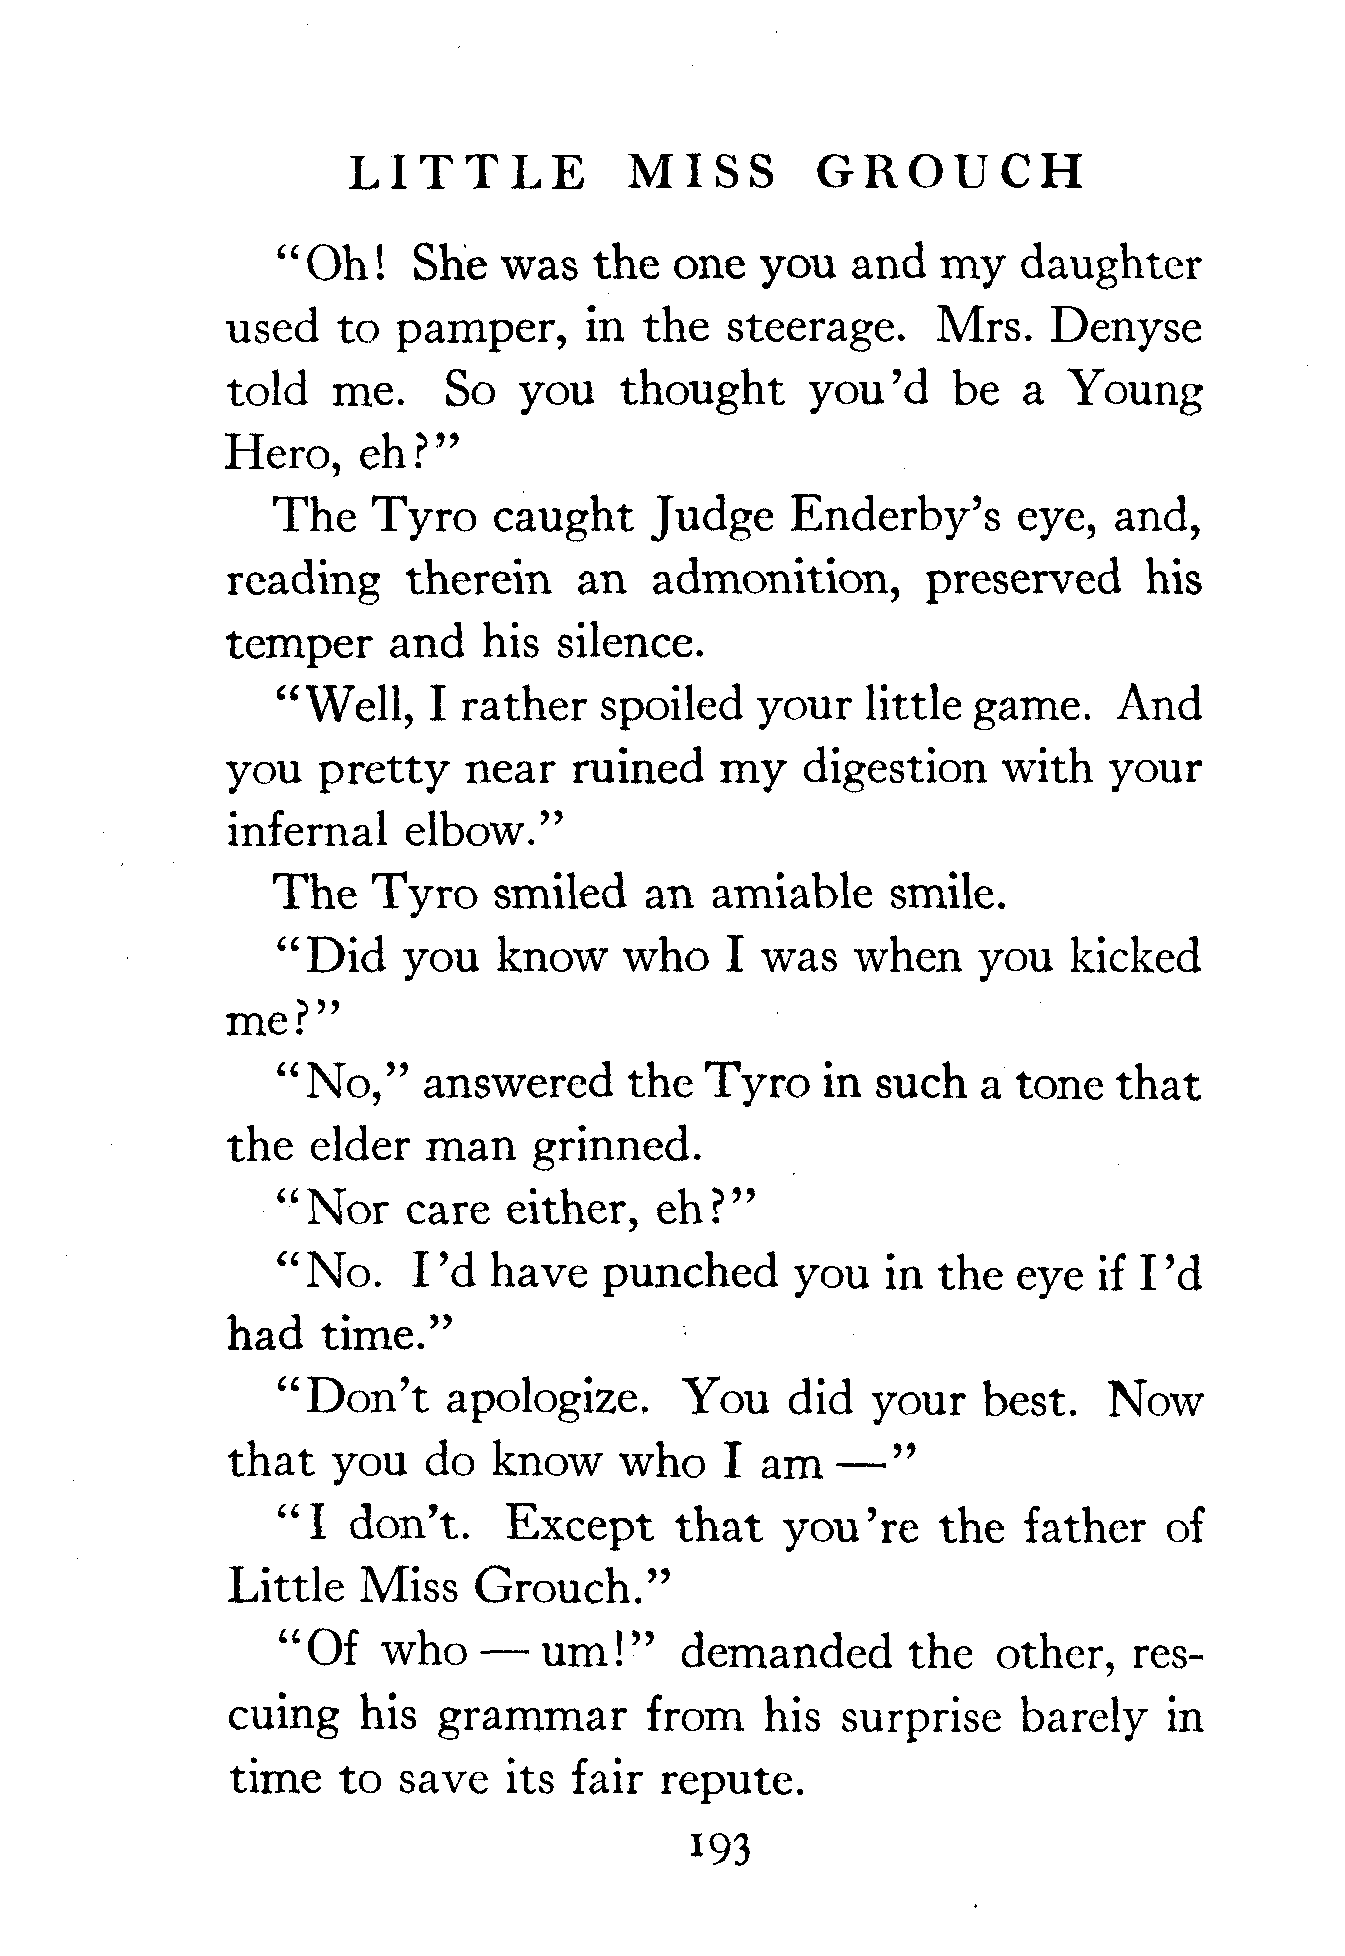 LITTLE MISS GROUCH
"Oh! She was the one you and my daughter
used to pamper, in the steerage. Mrs. Denyse
told me. So you thought you'd be a Young
Hero, eh?"
The Tyro caught Judge Enderby's eye, and,
reading therein an admonition, preserved his
temper and his silence.
"Well, I rather spoiled your little game. And
you pretty near ruined my digestion with your
infernal elbow."
The Tyro smiled an amiable smile.
"Did you know who I was when you kicked
me?"
"No," answered the Tyro in such a tone that
the elder man grinned.
"Nor care either, eh?"
"No. I'd have punched you in the eye if I'd
had time."
"Don't apologize. You did your best. Now
that you do know who I am —"
"I don't. Except that you're the father of
Little Miss Grouch."
"Of who — um!" demanded the other, res-
cuing his grammar from his surprise barely in
time to save its fair repute.
193